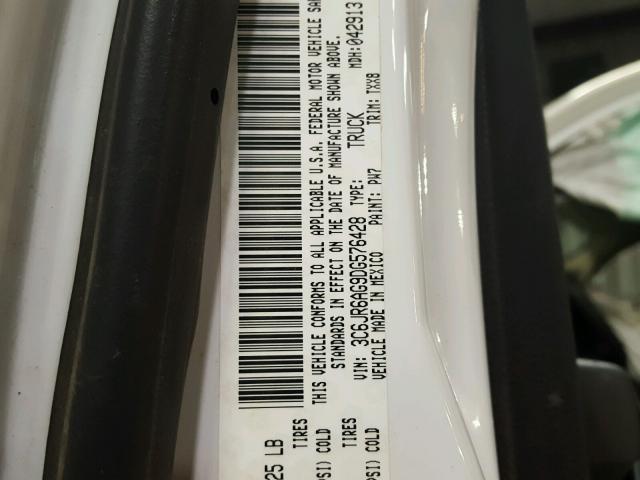 25 LB
TIRES
PSI) COLD
TIRES
PSI) COLD
THIS VEHICLE CONFORMS TO ALL APPLICABLE U.S.A. FEDERAL MOTOR VEHICLE SA
STANDARDS IN EFFECT ON THE DATE OF MANUFACTURE SHOWN ABOVE.
VIN: 3C6JR6AG9DG576428 TYPE: TRUCK MDH: 042913
VEHICLE MADE IN MEXICO PAINT: PW7 TRIM: TXX8